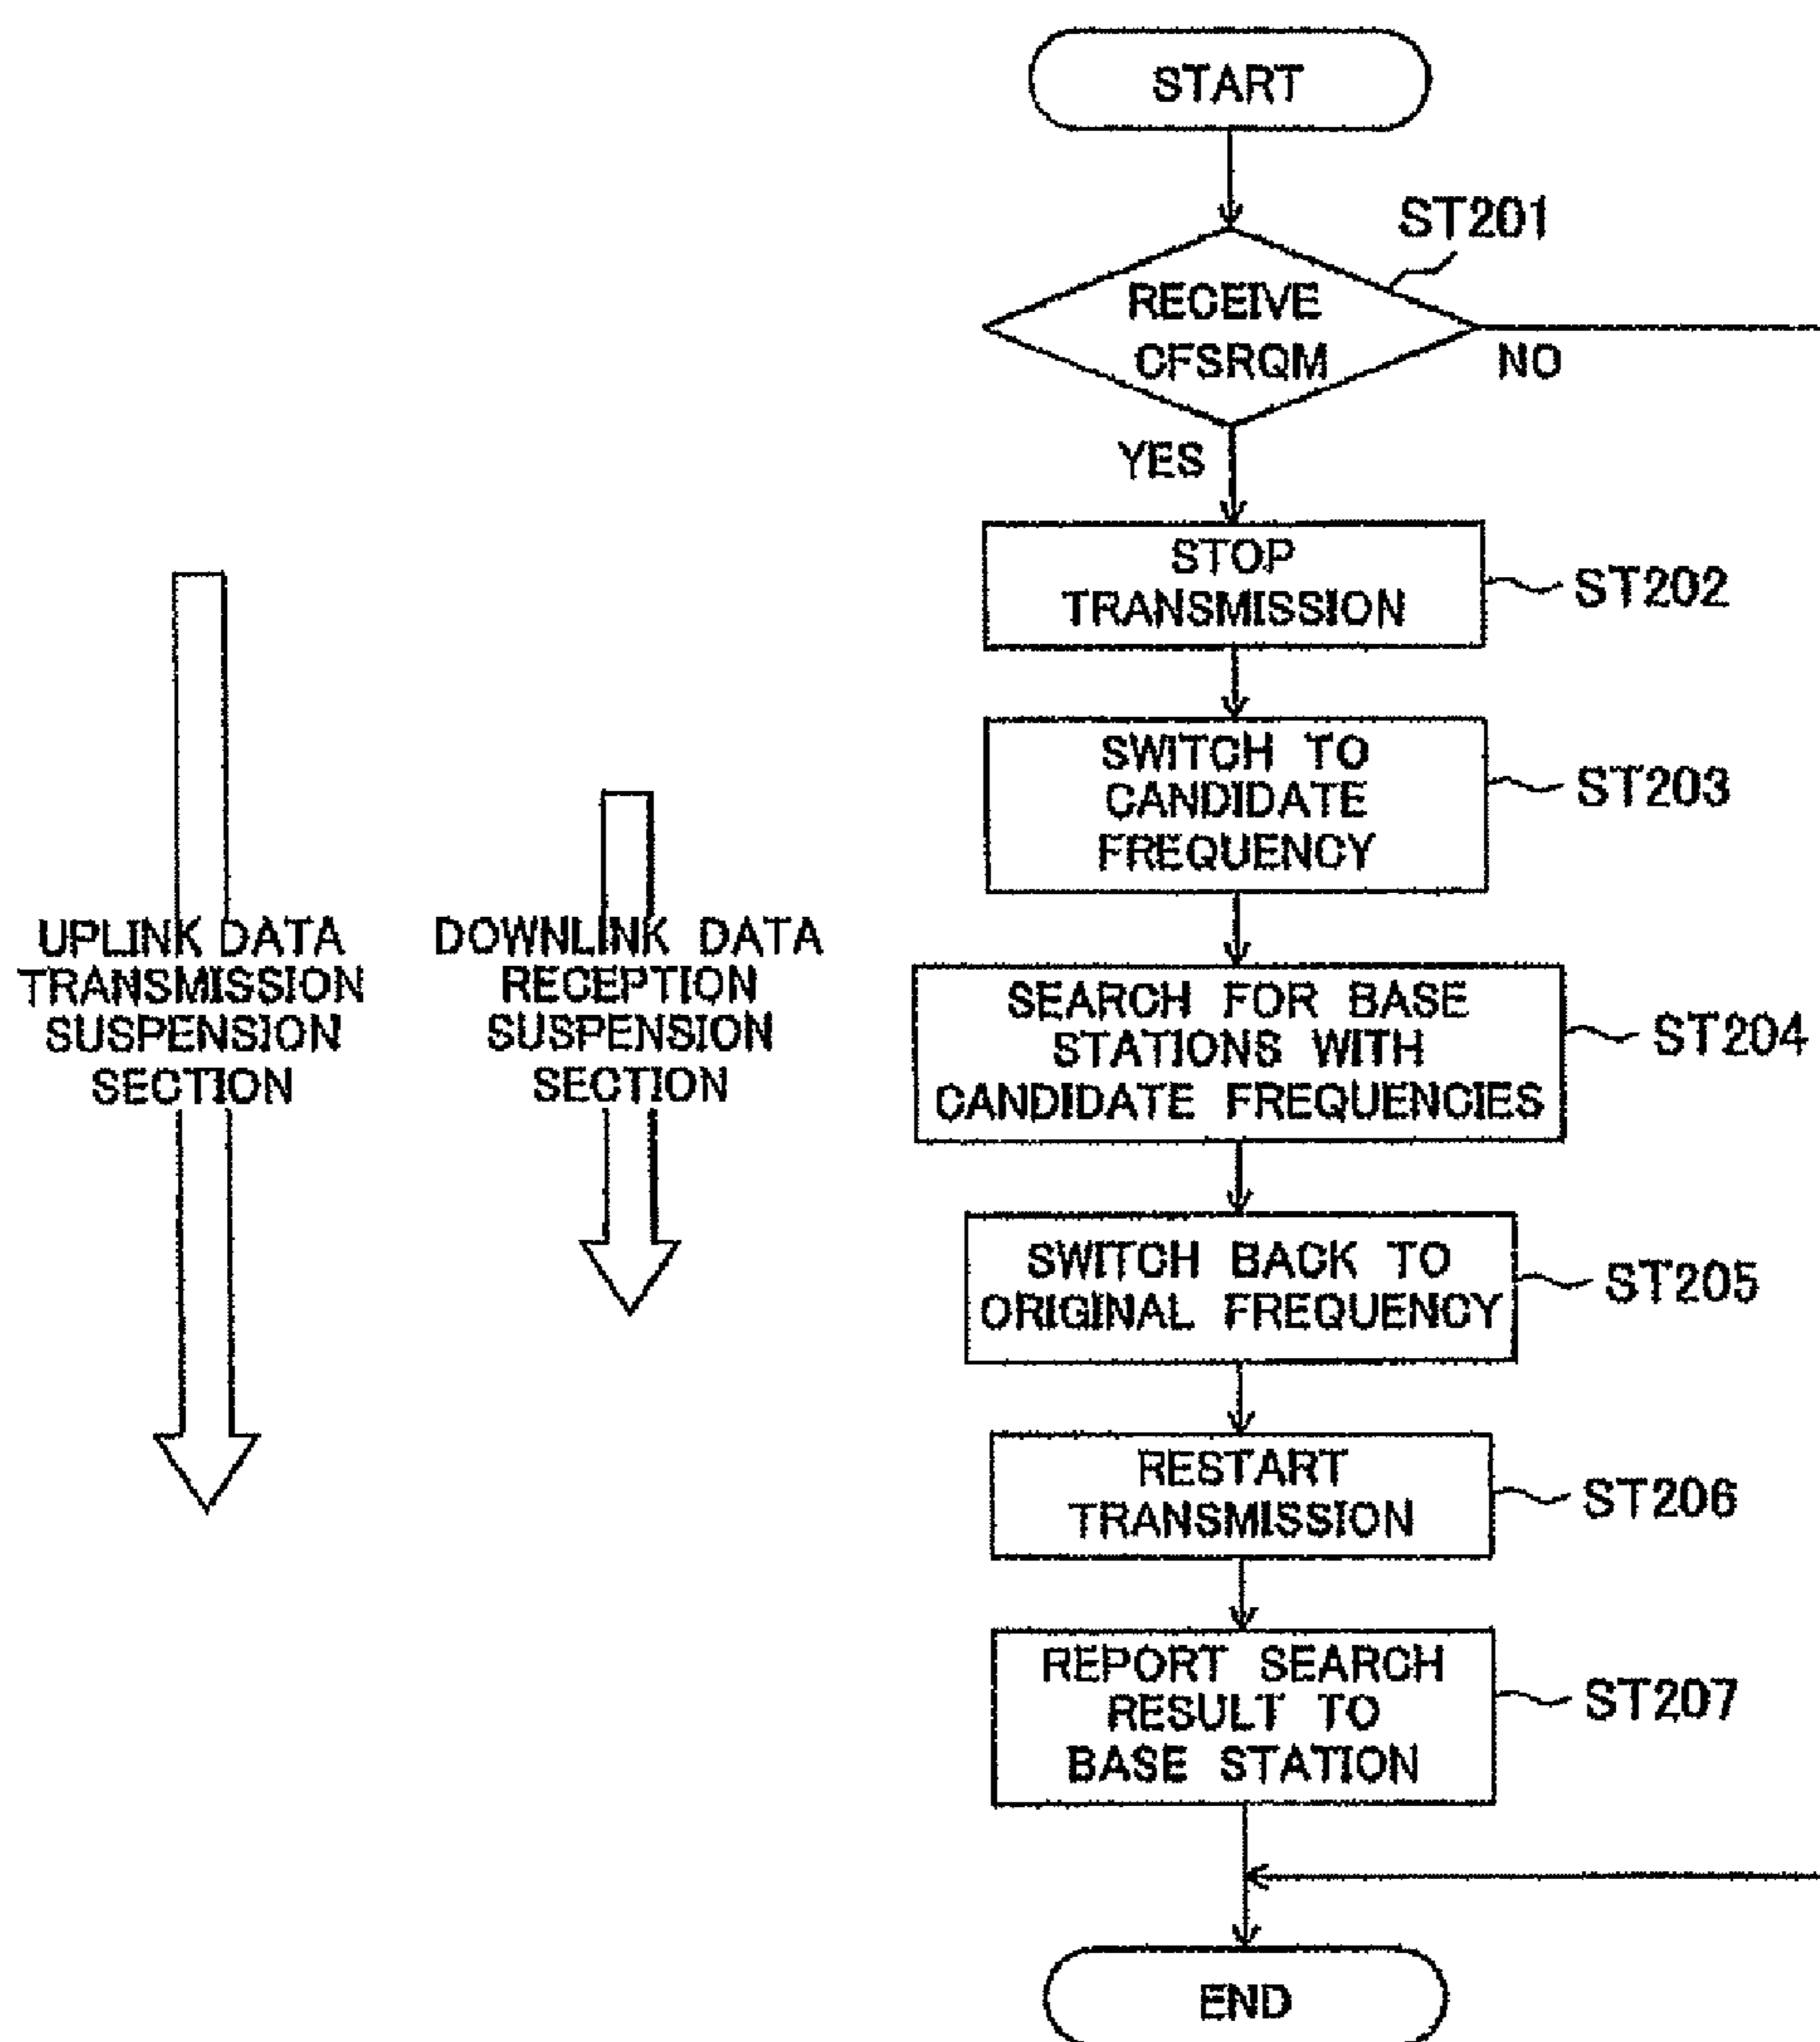 START
ST201
RECEIVE
CFSRQM
NO
YES
STOP
TRANSMISSION
ST202
SWITCH TO
CANDIDATE
FREQUENCY
ST203
UPLINK DATA
TRANSMISSION
SUSPENSION
SECTION
DOWNLINK DATA
RECEPTION
SUSPENSION
SECTION
SEARCH FOR BASE
STATIONS WITH
CANDIDATE FREQUENCIES
ST204
SWITCH BACK TO
ORIGINAL FREQUENCY
ST205
RESTART
TRANSMISSION
ST206
REPORT SEARCH
RESULT TO
BASE STATION
ST207
END